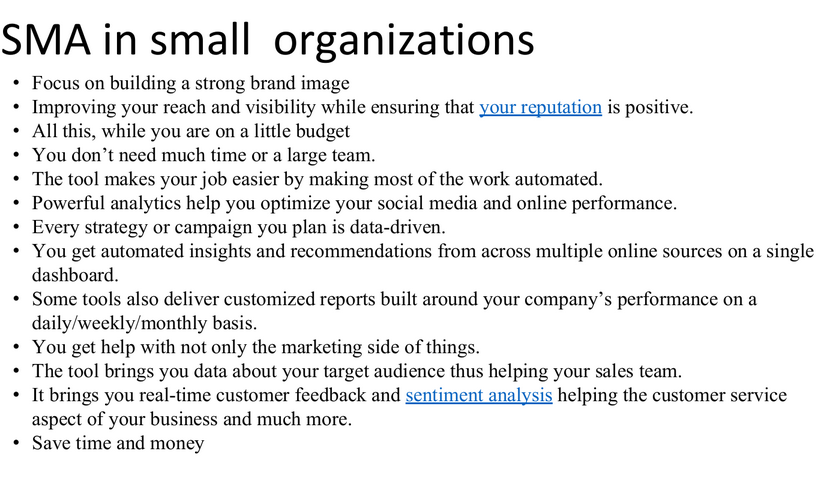 SMA in small  organizations
• Focus on building a strong brand image
• Improving your reach and visibility while ensuring that your reputation is positive.
• All this, while you are on a little budget
• You don’t need much time or a large team.
• The tool makes your job easier by making most of the work automated.
• Powerful analytics help you optimize your social media and online performance.
• Every strategy or campaign you plan is data-driven.
• You get automated insights and recommendations from across multiple online sources on a single
dashboard.
• Some tools also deliver customized reports built around your company’s performance on a
daily/weekly/monthly basis.
• You get help with not only the marketing side of things.
• The tool brings you data about your target audience thus helping your sales team.
• It brings you real-time customer feedback and sentiment analysis helping the customer service
aspect of your business and much more.
• Save time and money